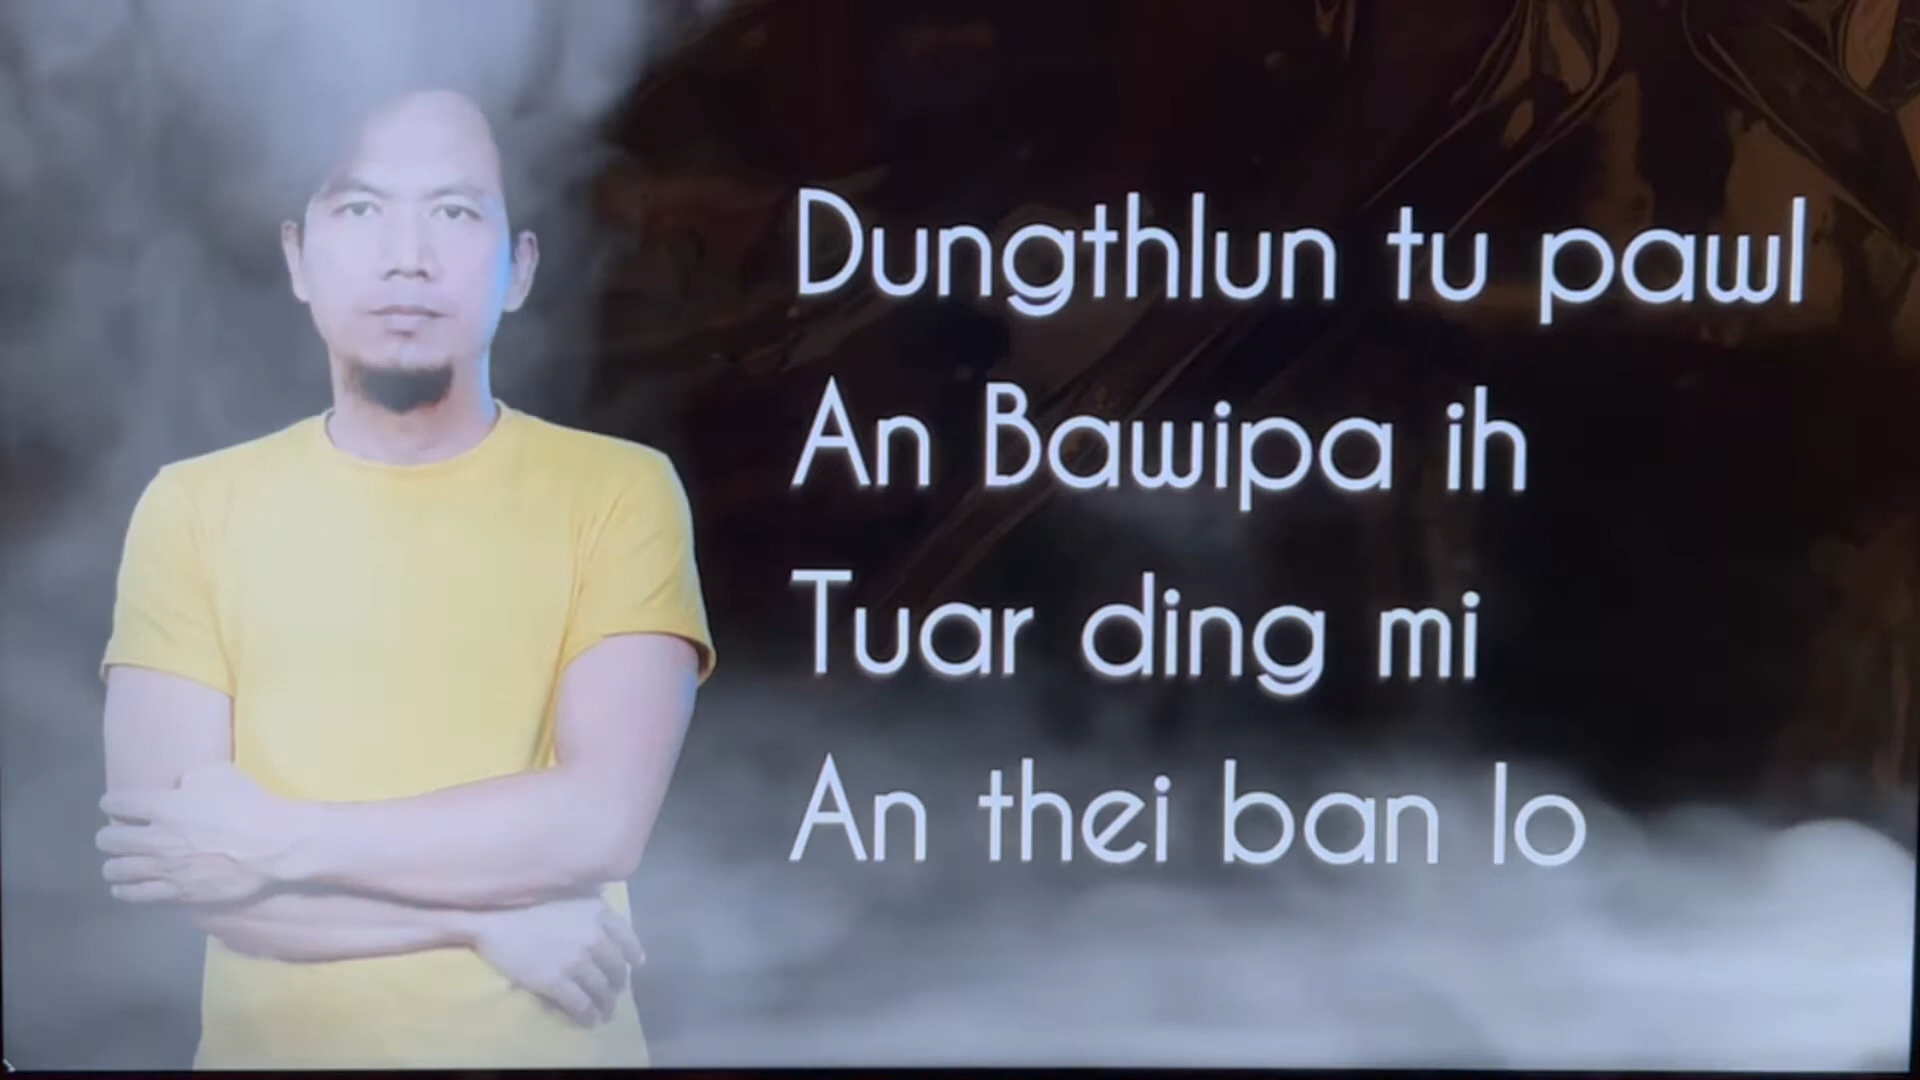 Dungthlun tu pawl
An Bawipa ih
Tuar ding mi
An thei ban lo